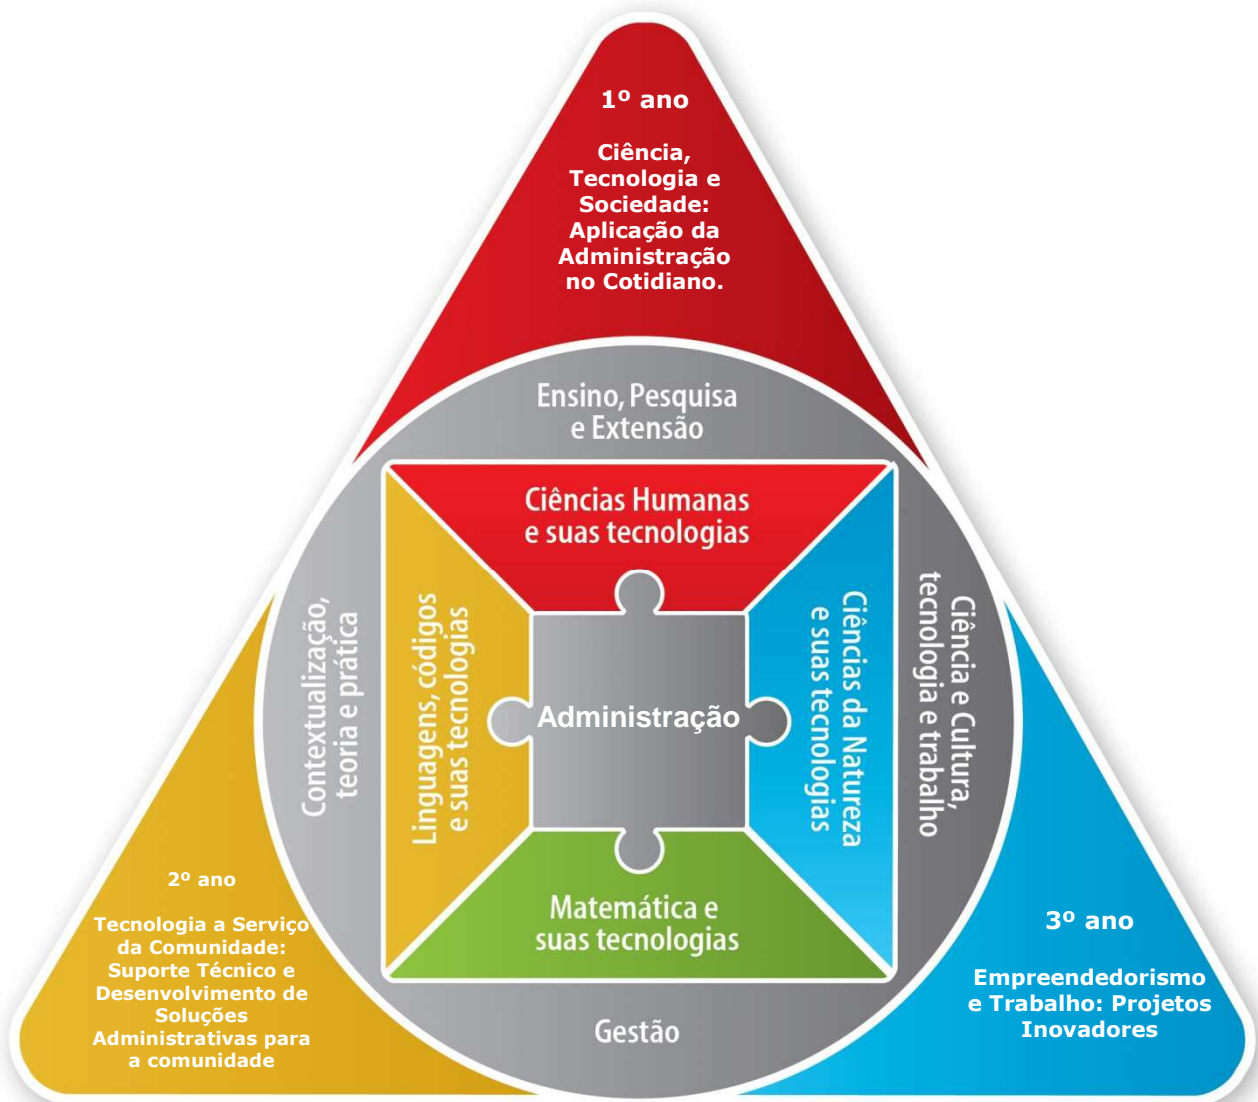 1º ano
Ciência,
Tecnologia e
Sociedade:
Aplicação da
Administração
no Cotidiano.
Ensino, Pesquisa
e Extensão
Ciências Humanas
e suas tecnologias
Contextualização,
teoria e prática
Linguagens, códigos
e suas tecnologias
Administração
Ciências da Natureza
e suas tecnologias
Ciência e Cultura,
tecnologia e trabalho
Matemática e
suas tecnologias
Gestão
2º ano
Tecnologia a Serviço
da Comunidade:
Suporte Técnico e
Desenvolvimento de
Soluções
Administrativas para
a comunidade
3º ano
Empreendedorismo
e Trabalho: Projetos
Inovadores